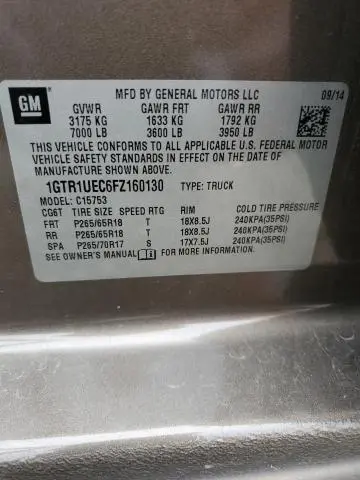 GM
MFD BY GENERAL MOTORS LLC 09/14
GVWR GAWR FRT GAWR RR
3175 KG 1633 KG 1792 KG
7000 LB 3600 LB 3950 LB
THIS VEHICLE CONFORMS TO ALL APPLICABLE U.S. FEDERAL MOTOR
VEHICLE SAFETY STANDARDS IN EFFECT ON THE DATE OF
MANUFACTURE SHOWN ABOVE.
1GTR1UEC6FZ160130 TYPE: TRUCK
MODEL: C15753
CG6T TIRE SIZE SPEED RTG RIM COLD TIRE PRESSURE
FRT P265/65R18 T 18X8.5J 240KPA(35PSI)
RR P265/65R18 T 18X8.5J 240KPA(35PSI)
SPA P265/70R17 S 17X7.5J 240KPA(35PSI)
SEE OWNER'S MANUAL FOR MORE INFORMATION.